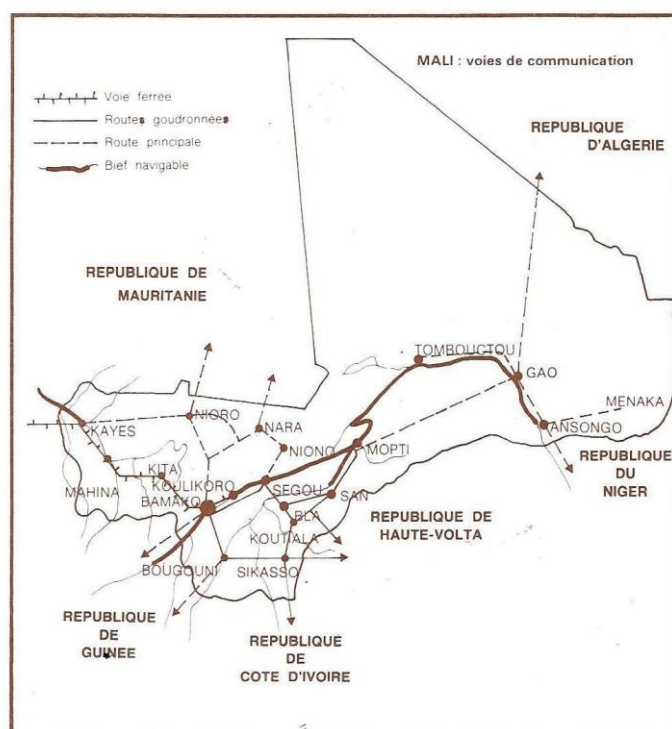 MALI : voies de communication
Voie ferrée
Routes goudronnées
Route principale
Bief navigable
REPUBLIQUE
D'ALGERIE
REPUBLIQUE DE
MAURITANIE
TOMBOUCTOU
GAO
MENAKA
ANSONGO
NIORO
KAYES
NARA
NIONO
MOPTI
REPUBLIQUE
DU
NIGER
KITA
KOULIKORO
MAHINA
BAMAKO
SEGOU
SAN
BLA
REPUBLIQUE DE
HAUTE-VOLTA
KOUTIALA
BOUGOUNI
SIKASSO
REPUBLIQUE
DE
GUINEE
REPUBLIQUE
DE
COTE D'IVOIRE